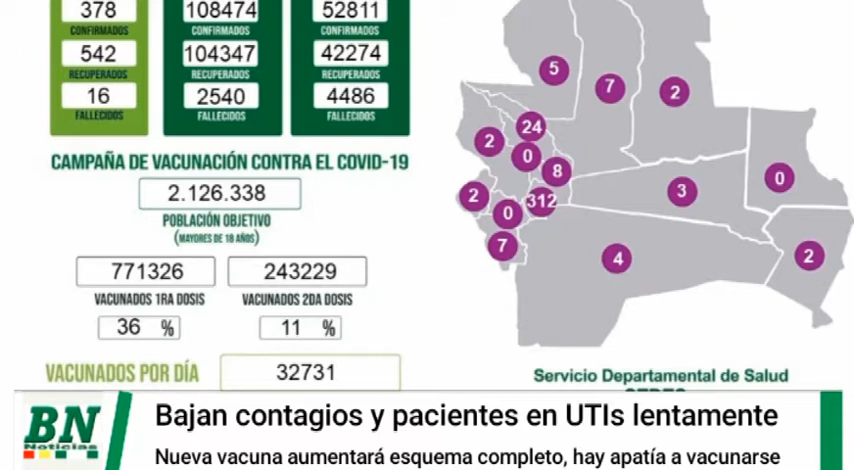 378
CONFIRMADOS
542
RECUPERADOS
16
FALLECIDOS
108474
CONFIRMADOS
104347
RECUPERADOS
2540
FALLECIDOS
52811
CONFIRMADOS
42274
RECUPERADOS
4486
FALLECIDOS
CAMPAÑA DE VACUNACIÓN CONTRA EL COVID-19
2.126.338
POBLACIÓN OBJETIVO
(MAYORES DE 18 AÑOS)
771326
VACUNADOS 1RA DOSIS
36 %
243229
VACUNADOS 2DA DOSIS
11 %
VACUNADOS POR DÍA 32731
5
7
2
24
2
0
8
0
2
312
3
0
7
4
2
Servicio Departamental de Salud
BN
Noticias
Bajan contagios y pacientes en UTIs lentamente
Nueva vacuna aumentará esquema completo, hay apatía a vacunarse